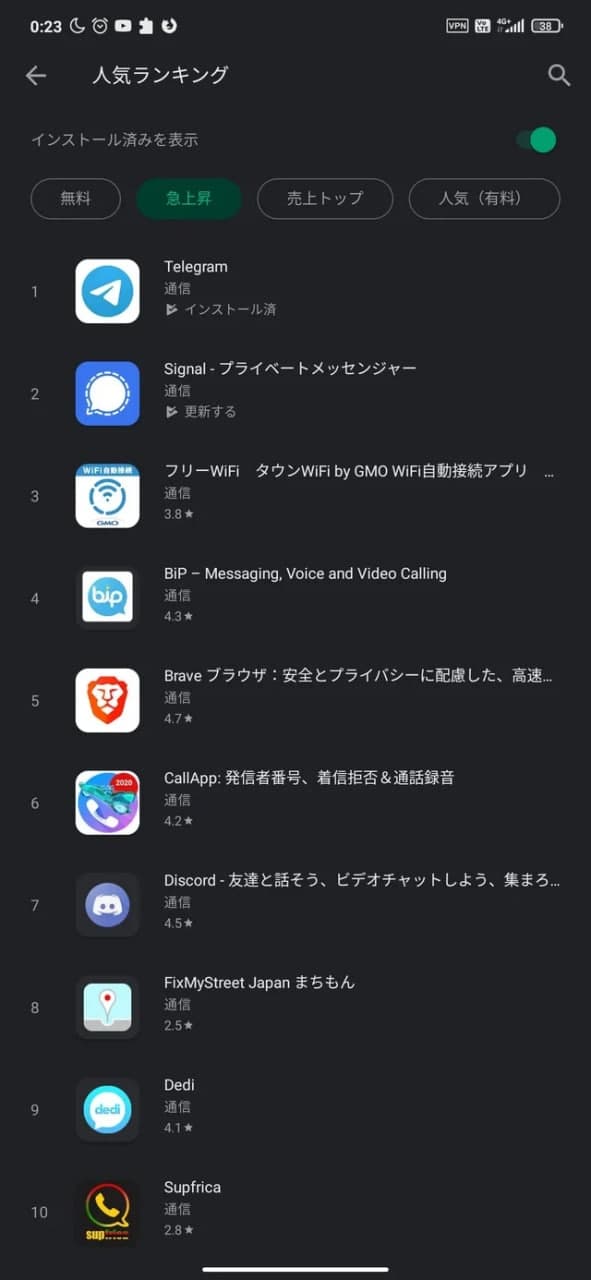 0:23
VPN
Vo
LTE
4G+
38
人気ランキング
インストール済みを表示
無料
急上昇
売上トップ
人気（有料）
1
Telegram
通信
インストール済
2
Signal - プライベートメッセンジャー
通信
更新する
3
WiFi自動接続
GMO
フリーWiFi　タウンWiFi by GMO WiFi自動接続アプリ　...
通信
3.8★
4
bip
BiP – Messaging, Voice and Video Calling
通信
4.3★
5
Brave ブラウザ：安全とプライバシーに配慮した、高速...
通信
4.7★
6
2020
CallApp: 発信者番号、着信拒否＆通話録音
通信
4.2★
7
Discord - 友達と話そう、ビデオチャットしよう、集まろ...
通信
4.5★
8
FixMyStreet Japan まちもん
通信
2.5★
9
dedi
Dedi
通信
4.1★
10
Supfrica
通信
2.8★